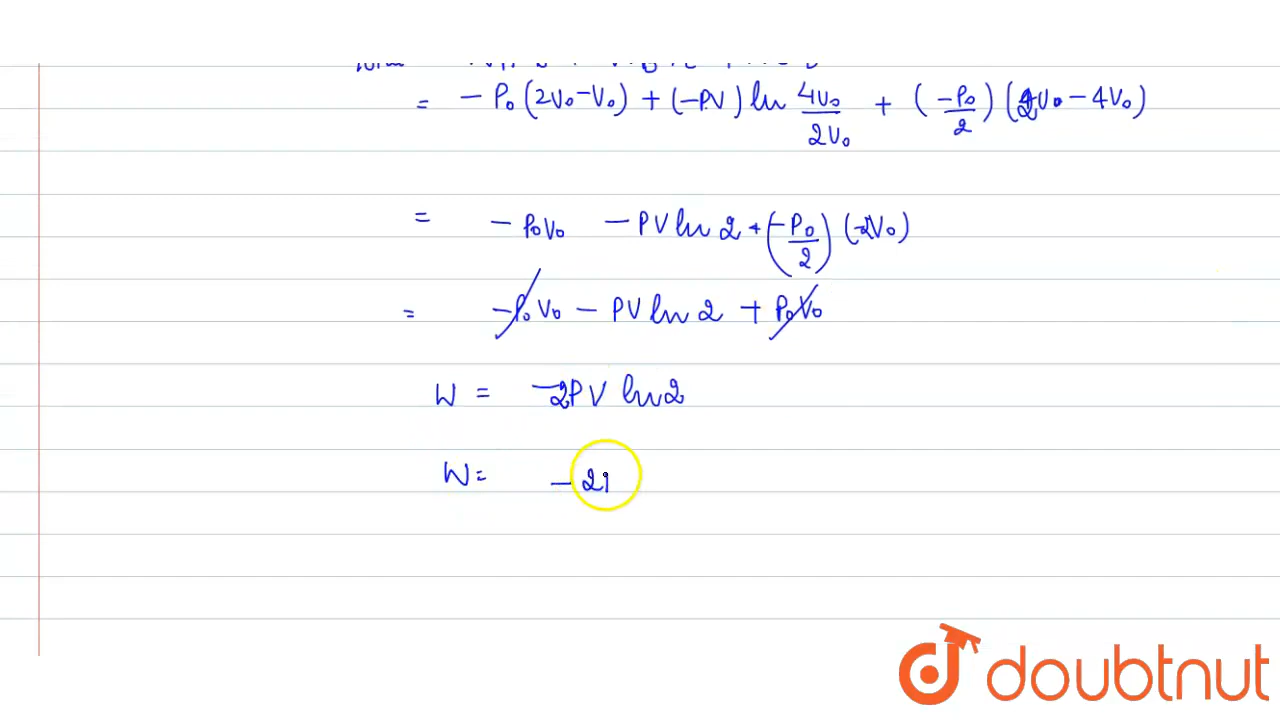 = - P₀ (2V₀-V₀) + (-PV) ln 4V₀/2V₀ + (-P₀/2) (2V₀ - 4V₀)
= - P₀V₀ - PV ln 2 + (-P₀/2) (-2V₀)
= -P₀V₀ - PV ln 2 + P₀V₀
W = -2PV ln2
W= - 21
doubtnut